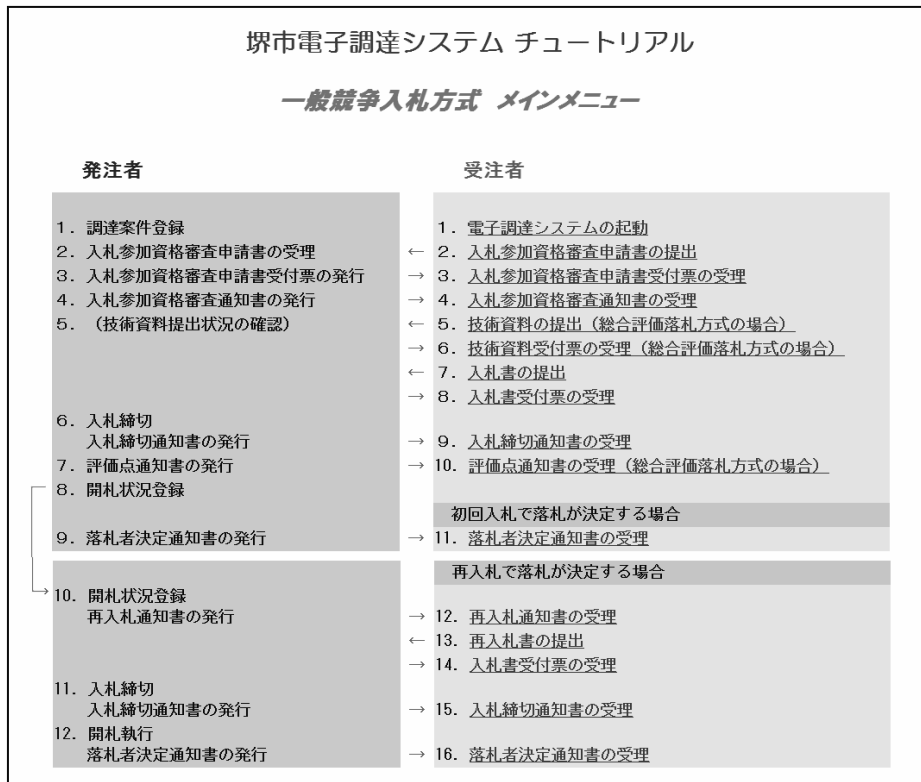 堺市電子調達システム チュートリアル
一般競争入札方式 メインメニュー
発注者 受注者
1. 調達案件登録 1. 電子調達システムの起動
2. 入札参加資格審査申請書の受理 ← 2. 入札参加資格審査申請書の提出
3. 入札参加資格審査申請書受付票の発行 → 3. 入札参加資格審査申請書受付票の受理
4. 入札参加資格審査通知書の発行 → 4. 入札参加資格審査通知書の受理
5. (技術資料提出状況の確認) ← 5. 技術資料の提出(総合評価落札方式の場合)
→ 6. 技術資料受付票の受理(総合評価落札方式の場合)
← 7. 入札書の提出
→ 8. 入札書受付票の受理
6. 入札締切
入札締切通知書の発行 → 9. 入札締切通知書の受理
7. 評価点通知書の発行 → 10. 評価点通知書の受理(総合評価落札方式の場合)
8. 開札状況登録
初回入札で落札が決定する場合
9. 落札者決定通知書の発行 → 11. 落札者決定通知書の受理
再入札で落札が決定する場合
10. 開札状況登録
再入札通知書の発行 → 12. 再入札通知書の受理
← 13. 再入札書の提出
→ 14. 入札書受付票の受理
11. 入札締切
入札締切通知書の発行 → 15. 入札締切通知書の受理
12. 開札執行
落札者決定通知書の発行 → 16. 落札者決定通知書の受理